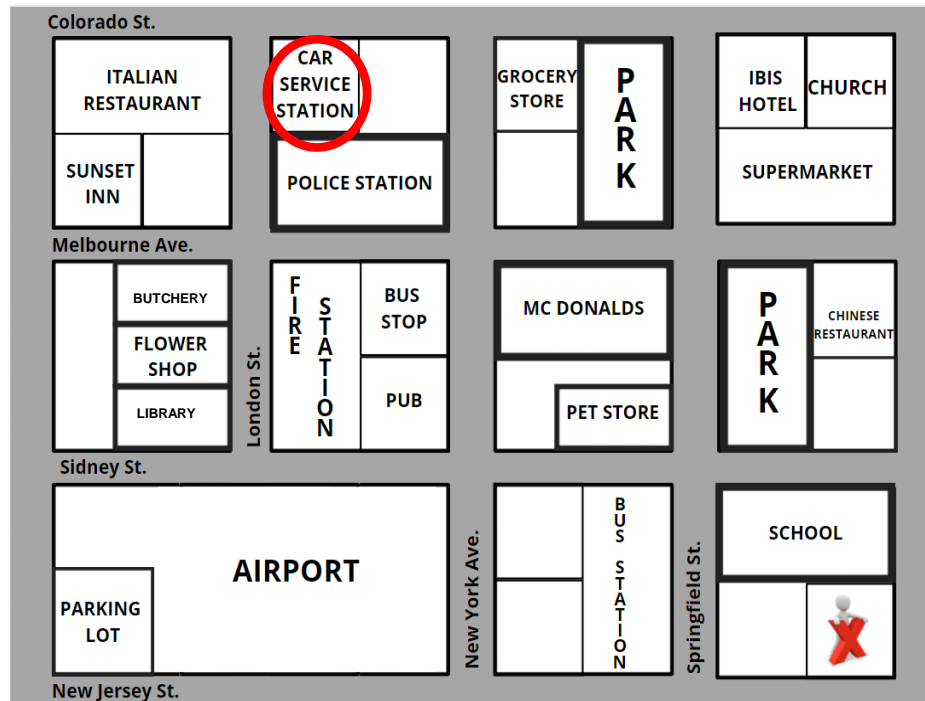 Colorado St.
ITALIAN
RESTAURANT
CAR
SERVICE
STATION
GROCERY
STORE
PARK
IBIS
HOTEL
CHURCH
SUNSET
INN
POLICE STATION
SUPERMARKET
Melbourne Ave.
BUTCHERY
FLOWER
SHOP
LIBRARY
London St.
FIRE
STATION
BUS
STOP
PUB
MC DONALDS
PET STORE
PARK
CHINESE
RESTAURANT
Sidney St.
AIRPORT
PARKING
LOT
New York Ave.
BUS STATION
Springfield St.
SCHOOL
X
New Jersey St.